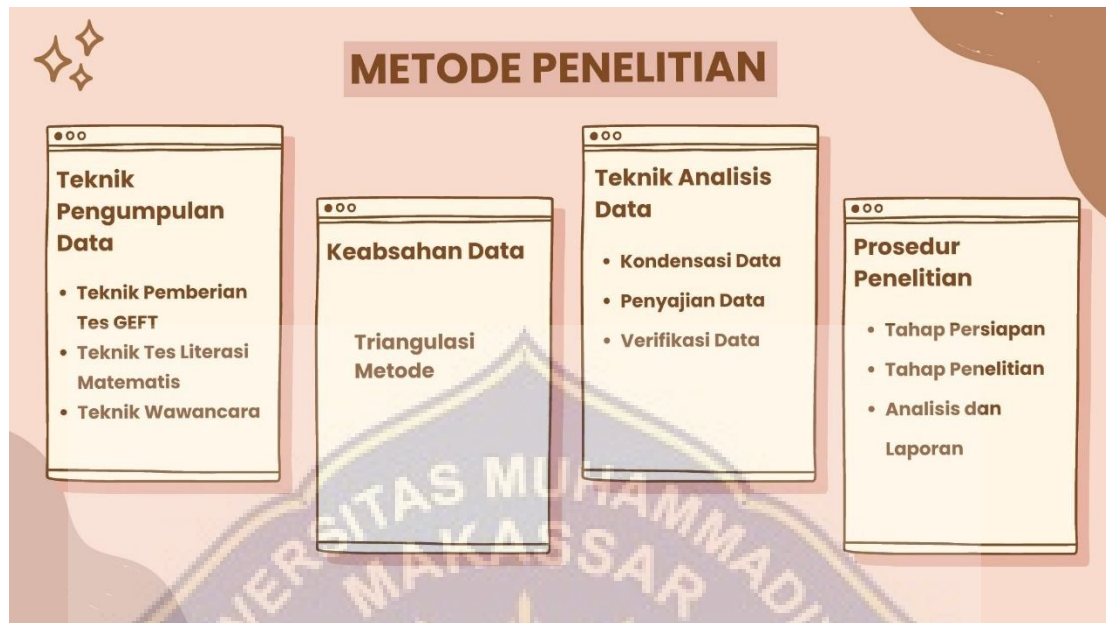 METODE PENELITIAN
Teknik
Pengumpulan
Data
• Teknik Pemberian
Tes GEFT
• Teknik Tes Literasi
Matematis
• Teknik Wawancara
Keabsahan Data
Triangulasi
Metode
Teknik Analisis
Data
• Kondensasi Data
• Penyajian Data
• Verifikasi Data
Prosedur
Penelitian
• Tahap Persiapan
• Tahap Penelitian
• Analisis dan
Laporan
MUHAMMADI
MAKASSAR